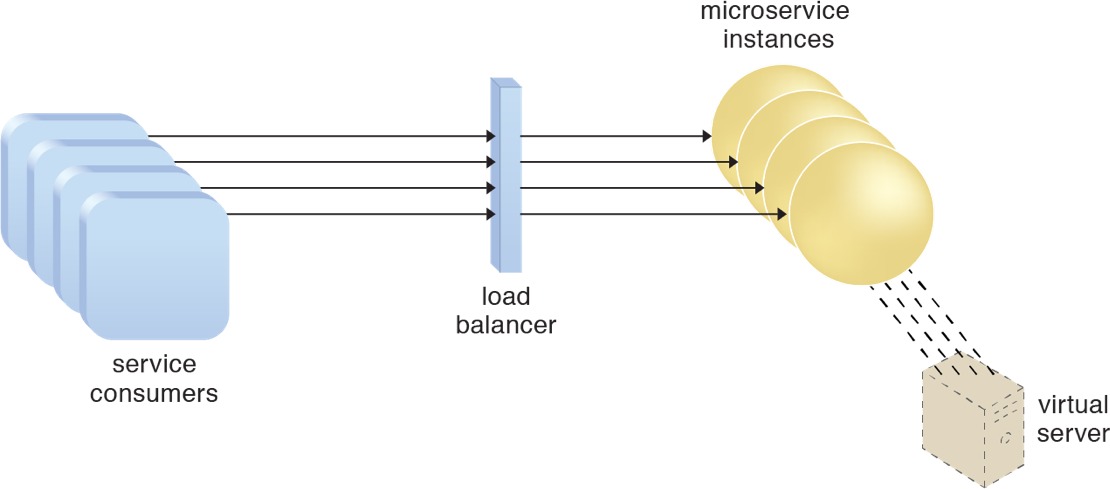 microservice
instances
load
balancer
service
consumers
virtual
server